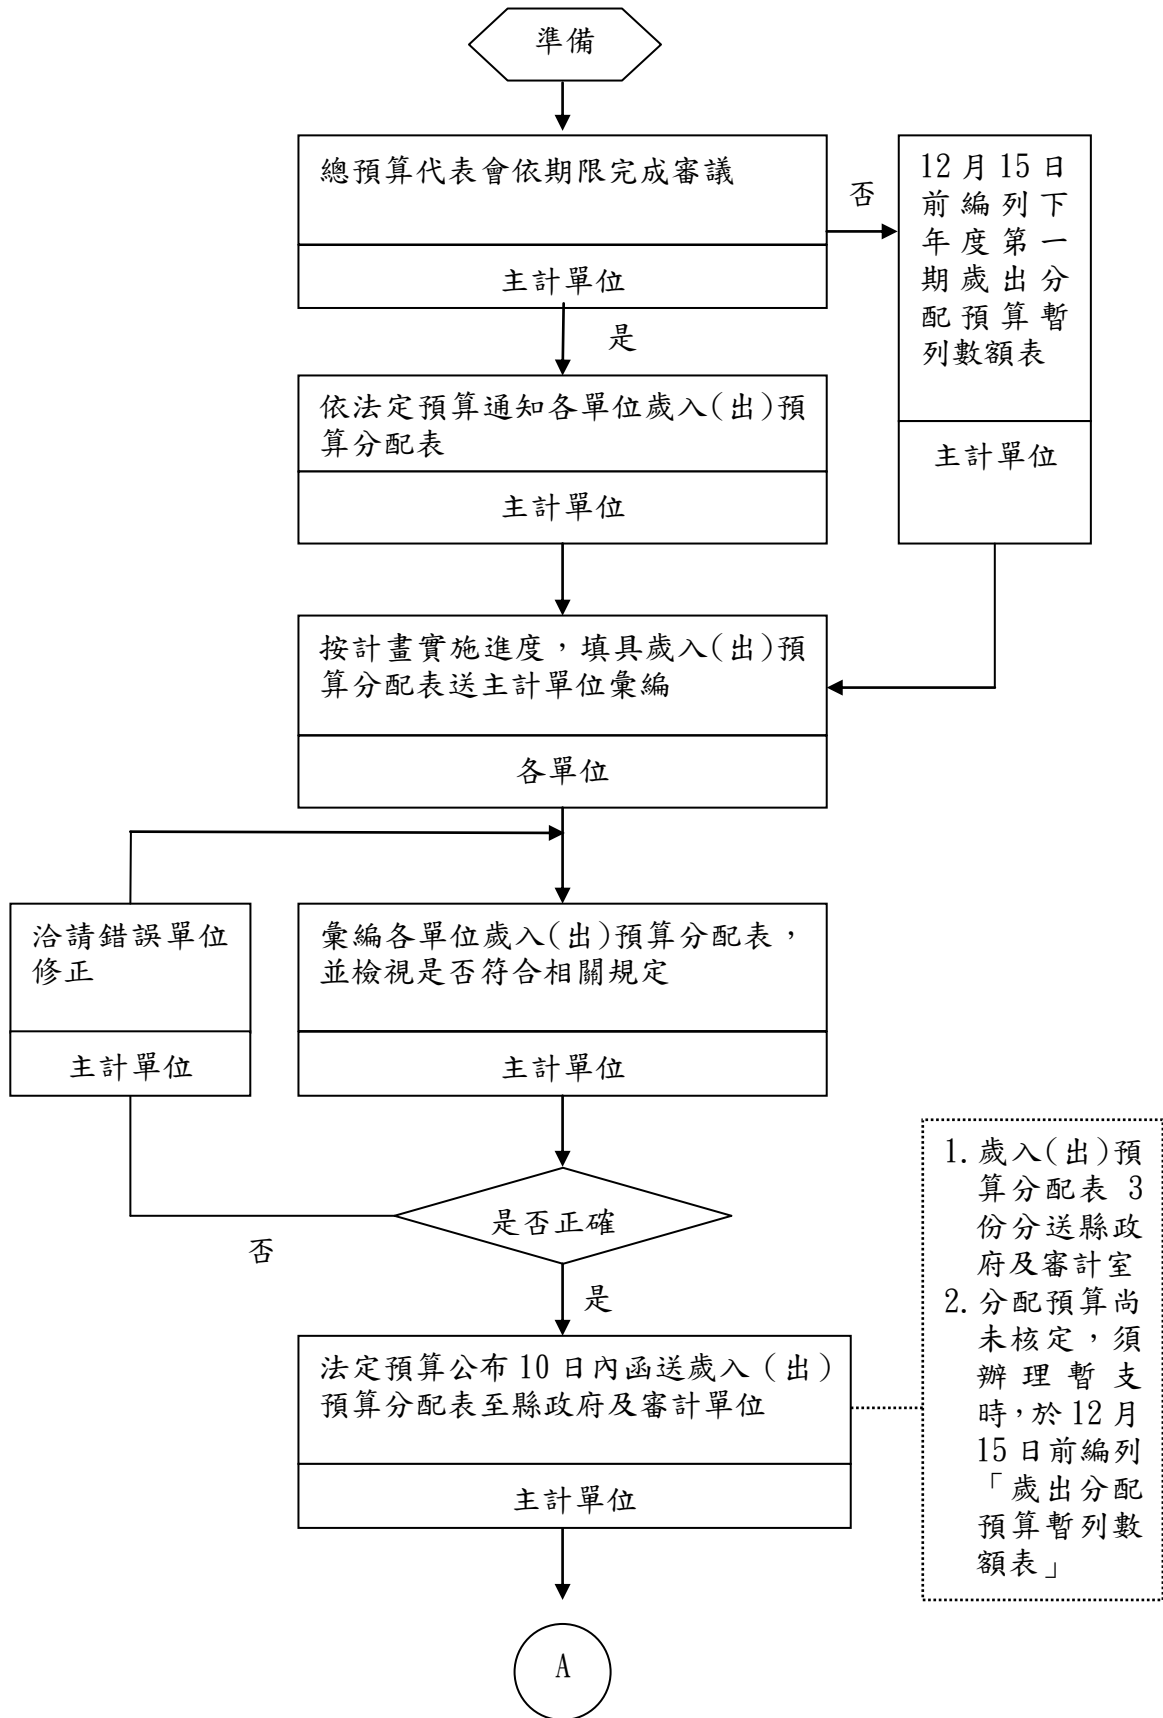 準備
總預算代表會依期限完成審議
主計單位
否
12月15日
前編列下
年度第一
期歲出分
配預算暫
列數額表
主計單位
是
依法定預算通知各單位歲入(出)預
算分配表
主計單位
按計畫實施進度，填具歲入(出)預
算分配表送主計單位彙編
各單位
洽請錯誤單位
修正
主計單位
彙編各單位歲入(出)預算分配表，
並檢視是否符合相關規定
主計單位
是否正確
否
是
法定預算公布10日內函送歲入（出）
預算分配表至縣政府及審計單位
主計單位
1.歲入(出)預
算分配表 3
份分送縣政
府及審計室
2.分配預算尚
未核定，須
辦理暫支
時，於12月
15日前編列
「歲出分配
預算暫列數
額表」
A